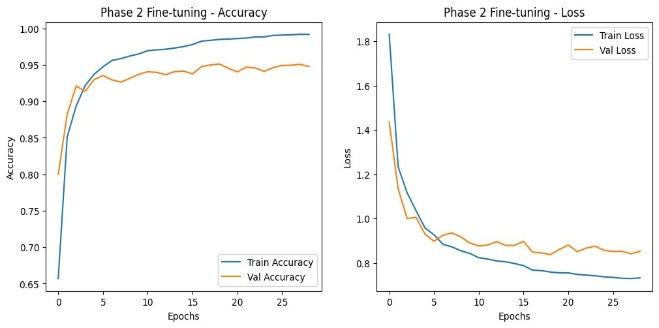 Phase 2 Fine-tuning - Accuracy
1.00
0.95
0.90
0.85
0.80
0.75
0.70
0.65
Accuracy
Train Accuracy
Val Accuracy
0 5 10 15 20 25
Epochs
Phase 2 Fine-tuning - Loss
Train Loss
Val Loss
1.8
1.6
1.4
1.2
1.0
0.8
Loss
0 5 10 15 20 25
Epochs